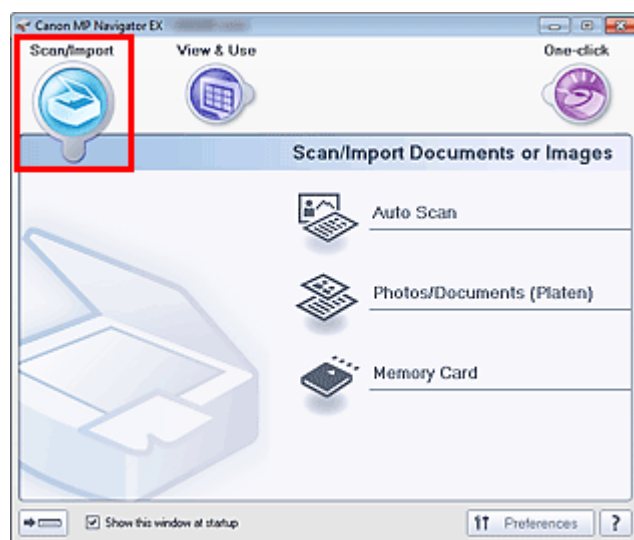 Canon MP Navigator EX
Scan/Import
View & Use
One-click
Scan/Import Documents or Images
Auto Scan
Photos/Documents (Platen)
Memory Card
Show this window at startup
Preferences
?